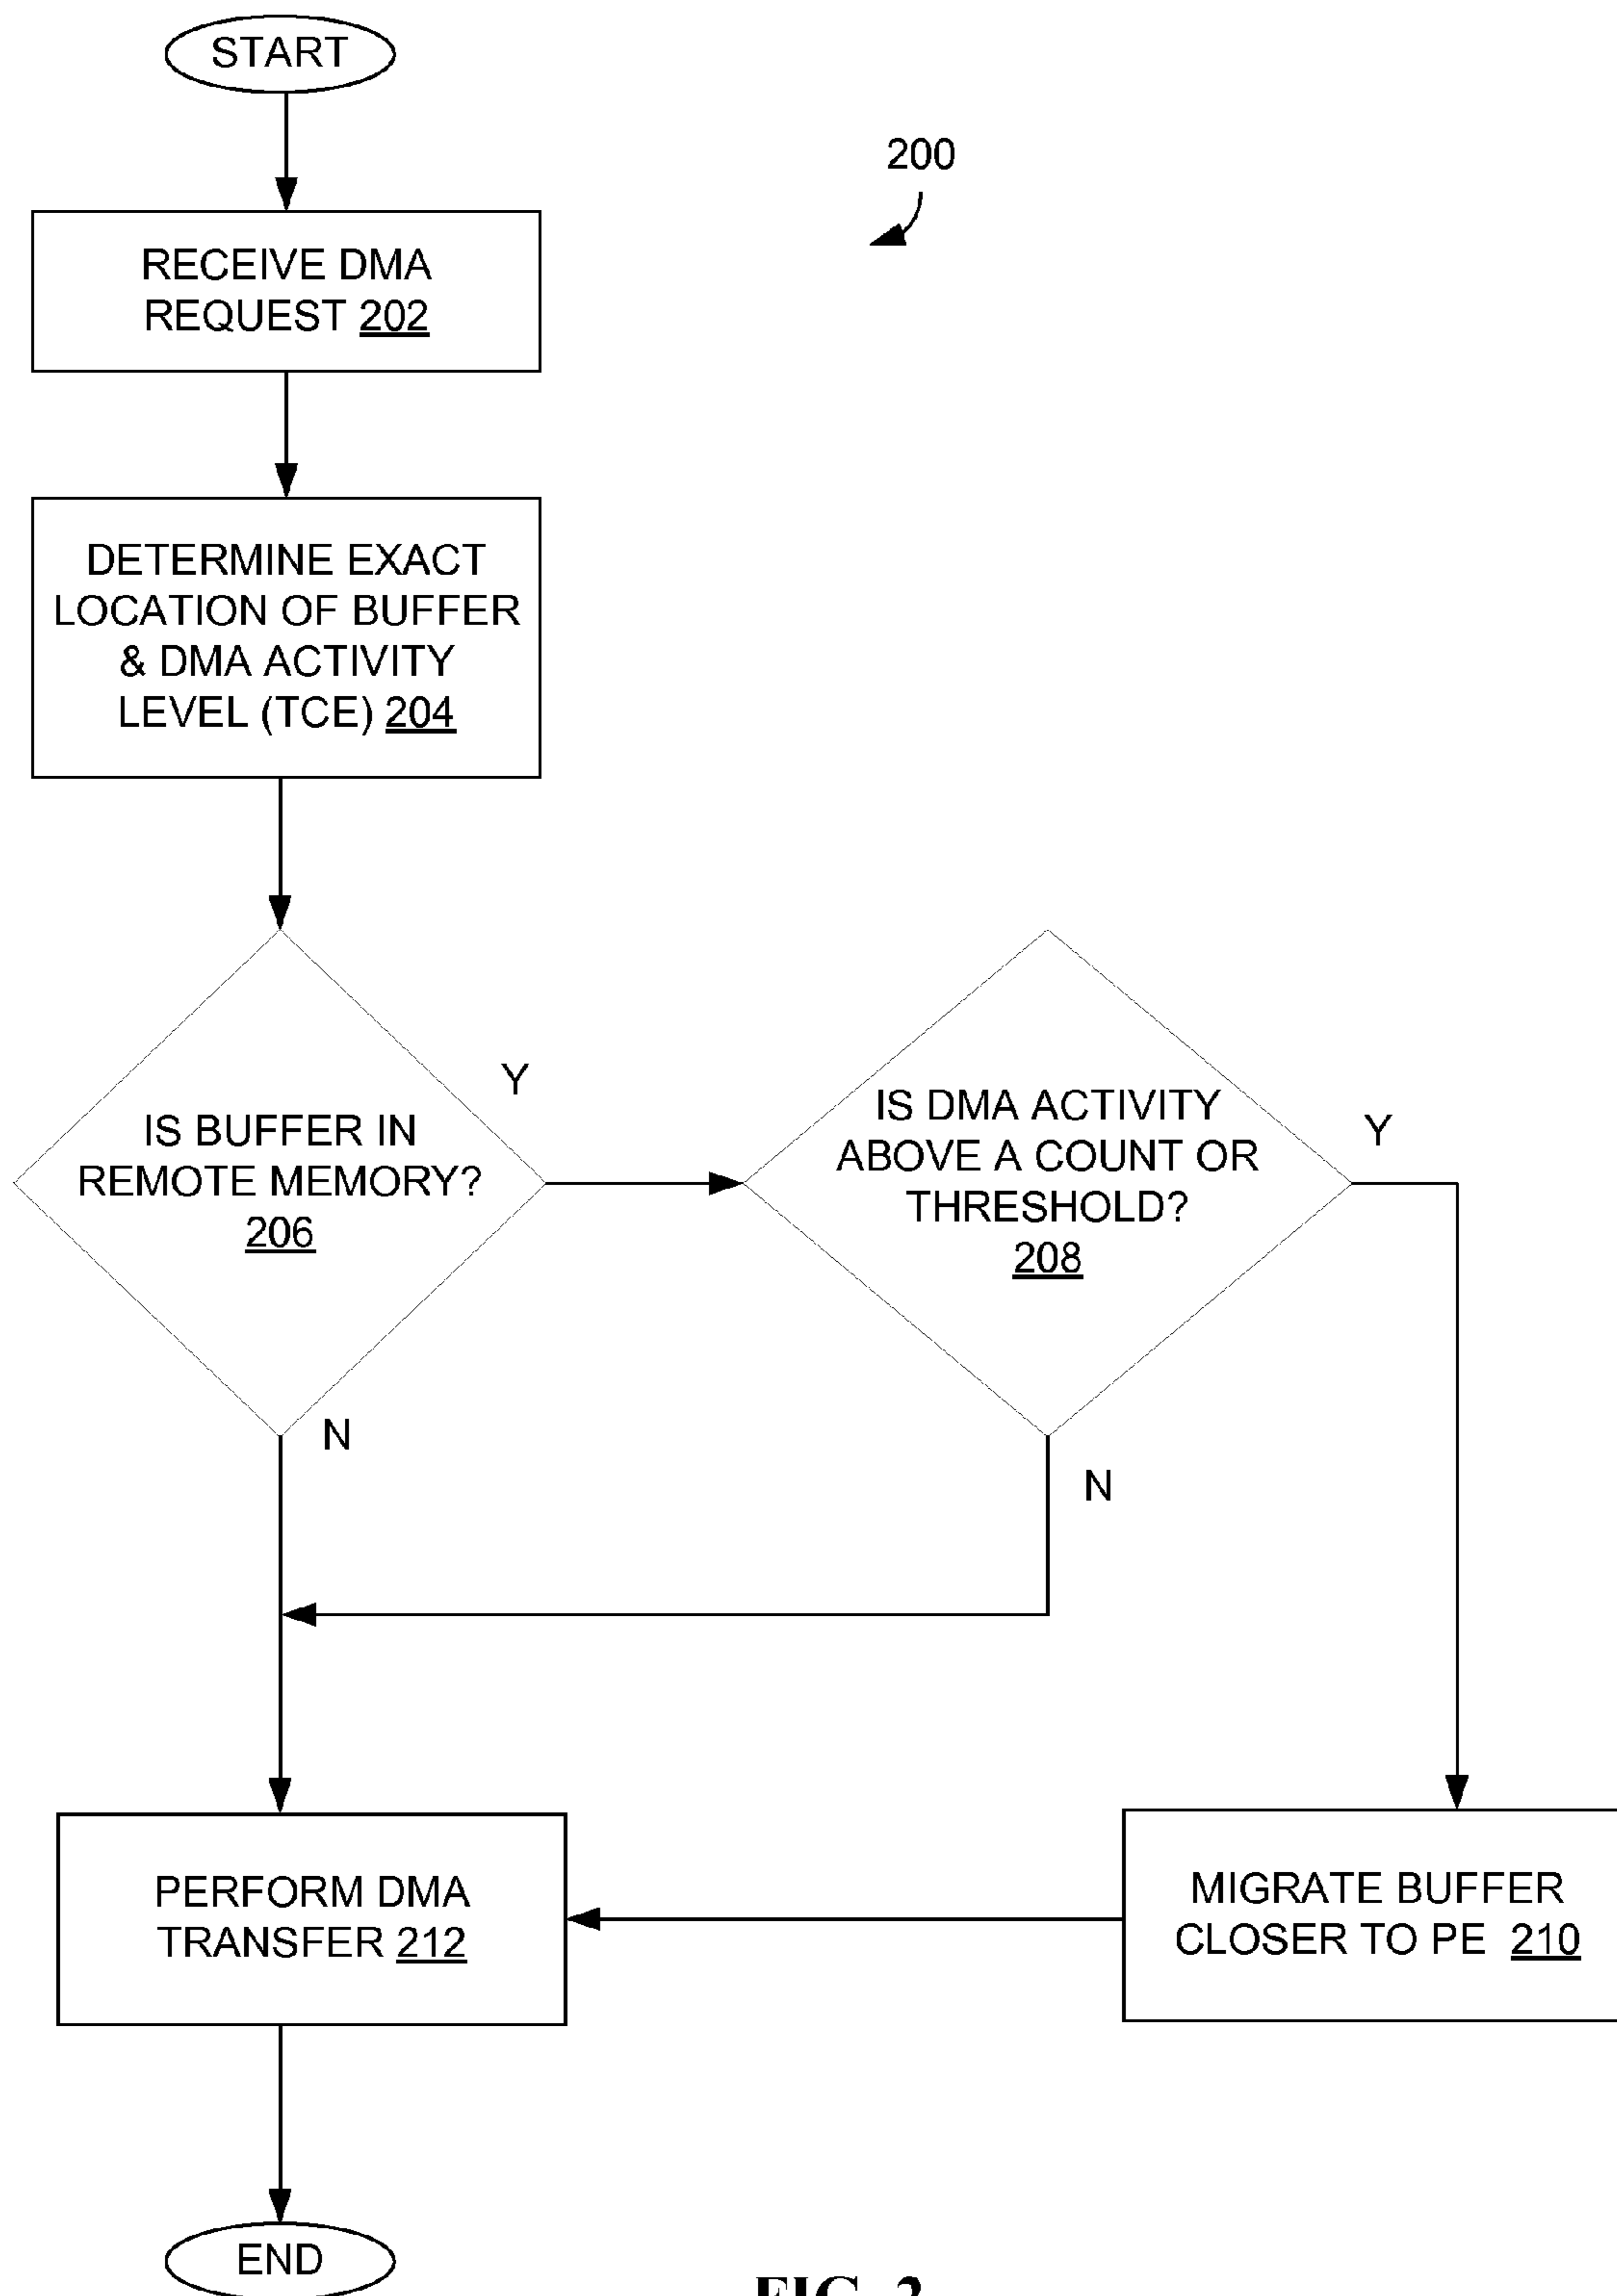 START
200
RECEIVE DMA
REQUEST 202
DETERMINE EXACT
LOCATION OF BUFFER
& DMA ACTIVITY
LEVEL (TCE) 204
IS BUFFER IN
REMOTE MEMORY?
206
Y
N
IS DMA ACTIVITY
ABOVE A COUNT OR
THRESHOLD?
208
Y
N
MIGRATE BUFFER
CLOSER TO PE 210
PERFORM DMA
TRANSFER 212
END
FIG. 2